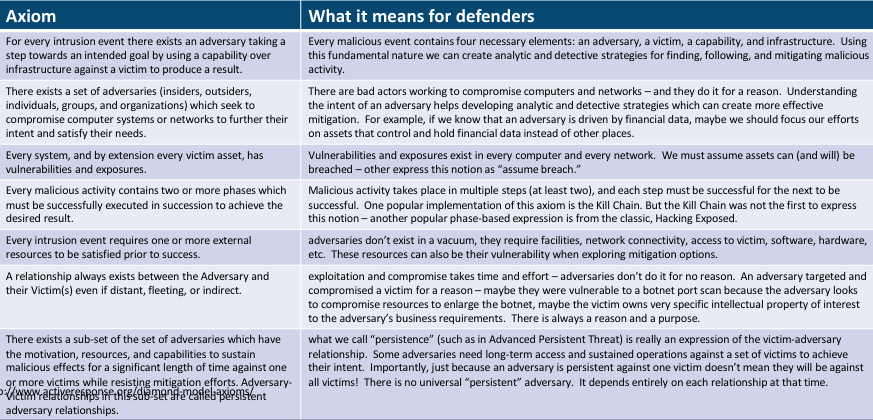 Axiom
What it means for defenders
For every intrusion event there exists an adversary taking a
step towards an intended goal by using a capability over
infrastructure against a victim to produce a result.
Every malicious event contains four necessary elements: an adversary, a victim, a capability, and infrastructure. Using
this fundamental nature we can create analytic and detective strategies for finding, following, and mitigating malicious
activity.
There exists a set of adversaries (insiders, outsiders,
individuals, groups, and organizations) which seek to
compromise computer systems or networks to further their
intent and satisfy their needs.
There are bad actors working to compromise computers and networks – and they do it for a reason. Understanding
the intent of an adversary helps developing analytic and detective strategies which can create more effective
mitigation. For example, if we know that an adversary is driven by financial data, maybe we should focus our efforts
on assets that control and hold financial data instead of other places.
Every system, and by extension every victim asset, has
vulnerabilities and exposures.
Vulnerabilities and exposures exist in every computer and every network. We must assume assets can (and will) be
breached – other express this notion as “assume breach.”
Every malicious activity contains two or more phases which
must be successfully executed in succession to achieve the
desired result.
Malicious activity takes place in multiple steps (at least two), and each step must be successful for the next to be
successful. One popular implementation of this axiom is the Kill Chain. But the Kill Chain was not the first to express
this notion – another popular phase-based expression is from the classic, Hacking Exposed.
Every intrusion event requires one or more external
resources to be satisfied prior to success.
adversaries don’t exist in a vacuum, they require facilities, network connectivity, access to victim, software, hardware,
etc. These resources can also be their vulnerability when exploring mitigation options.
A relationship always exists between the Adversary and
their Victim(s) even if distant, fleeting, or indirect.
exploitation and compromise takes time and effort – adversaries don’t do it for no reason. An adversary targeted and
compromised a victim for a reason – maybe they were vulnerable to a botnet port scan because the adversary looks
to compromise resources to enlarge the botnet, maybe the victim owns very specific intellectual property of interest
to the adversary’s business requirements. There is always a reason and a purpose.
There exists a sub-set of the set of adversaries which have
the motivation, resources, and capabilities to sustain
malicious effects for a significant length of time against one
or more victims while resisting mitigation efforts. Adversary-
Victim relationships in this sub-set are called persistent
adversary relationships.
what we call “persistence” (such as in Advanced Persistent Threat) is really an expression of the victim-adversary
relationship. Some adversaries need long-term access and sustained operations against a set of victims to achieve
their intent. Importantly, just because an adversary is persistent against one victim doesn’t mean they will be against
all victims! There is no universal “persistent” adversary. It depends entirely on each relationship at that time.
://www.activeresponse.org/diamond-model-axioms/